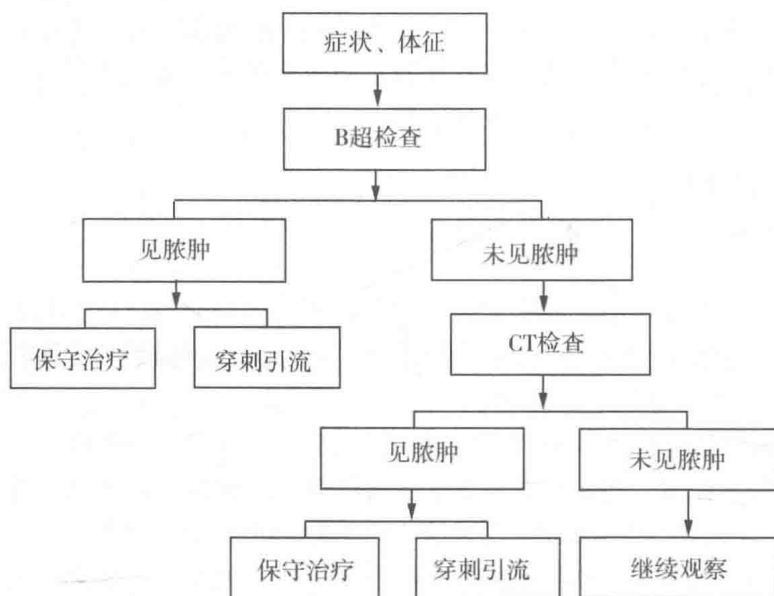 症状、体征
B超检查
见脓肿
未见脓肿
保守治疗
穿刺引流
CT检查
见脓肿
未见脓肿
保守治疗
穿刺引流
继续观察